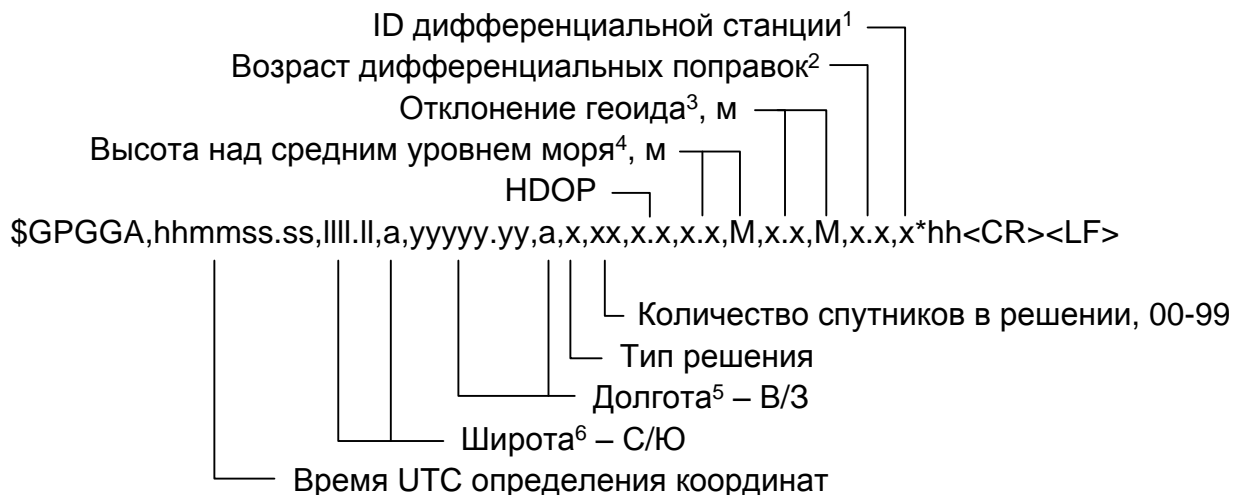 ID дифференциальной станции¹
Возраст дифференциальных поправок²
Отклонение геоида³, м
Высота над средним уровнем моря⁴, м
HDOP
$GPGGA,hhmmss.ss,llll.ll,a,yyyyy.yy,a,x,xx,x.x,x.x,M,x.x,M,x.x,x*hh<CR><LF>
Количество спутников в решении, 00-99
Тип решения
Долгота⁵ – В/З
Широта⁶ – С/Ю
Время UTC определения координат